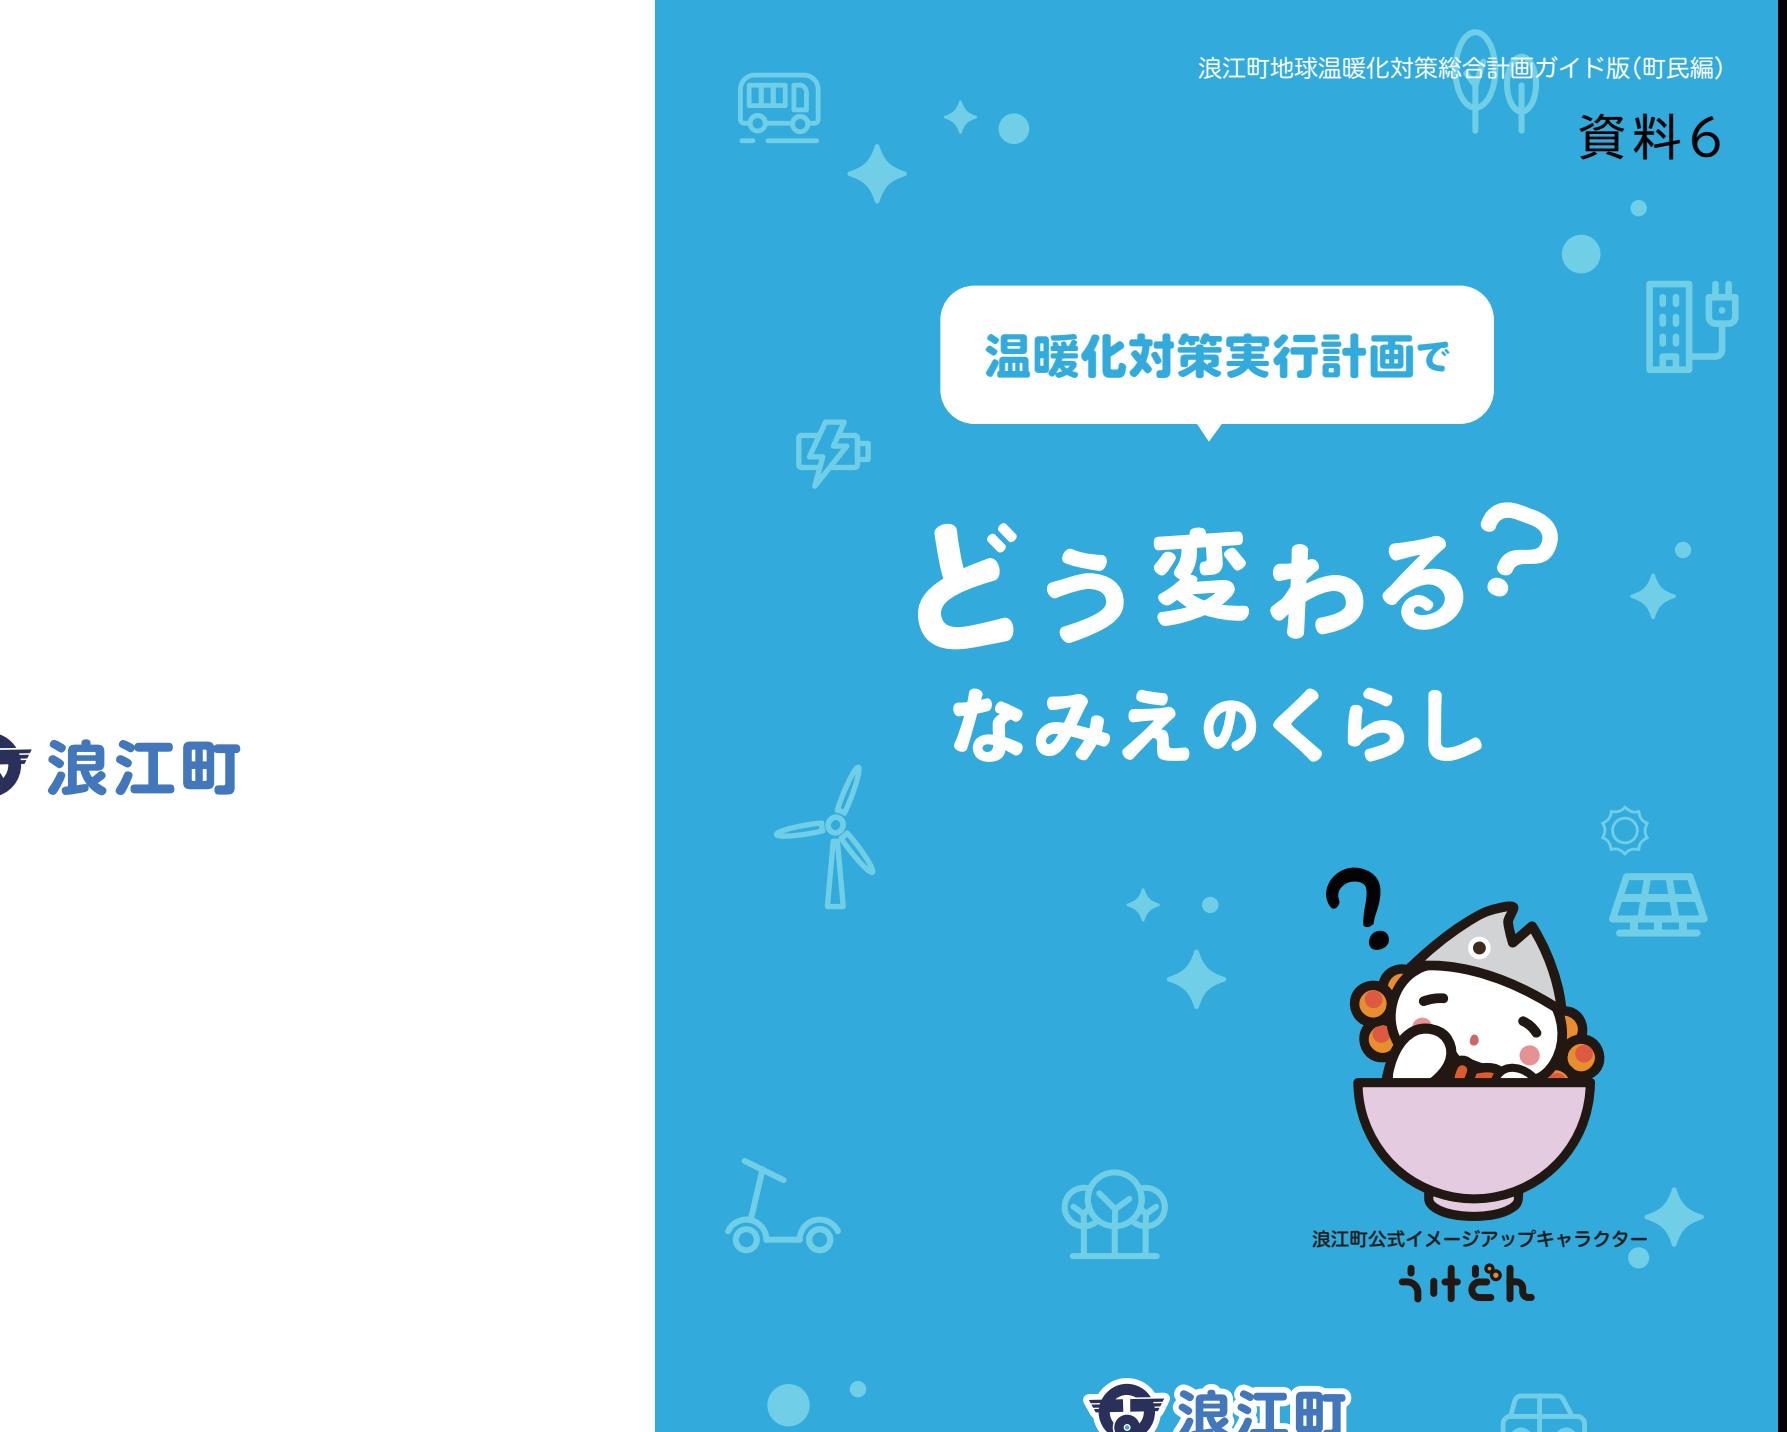 浪江町地球温暖化対策総合計画ガイド版(町民編)
資料6
温暖化対策実行計画で
どう変わる?
なみえのくらし
浪江町
?
浪江町公式イメージアップキャラクター
うけどん
浪江町